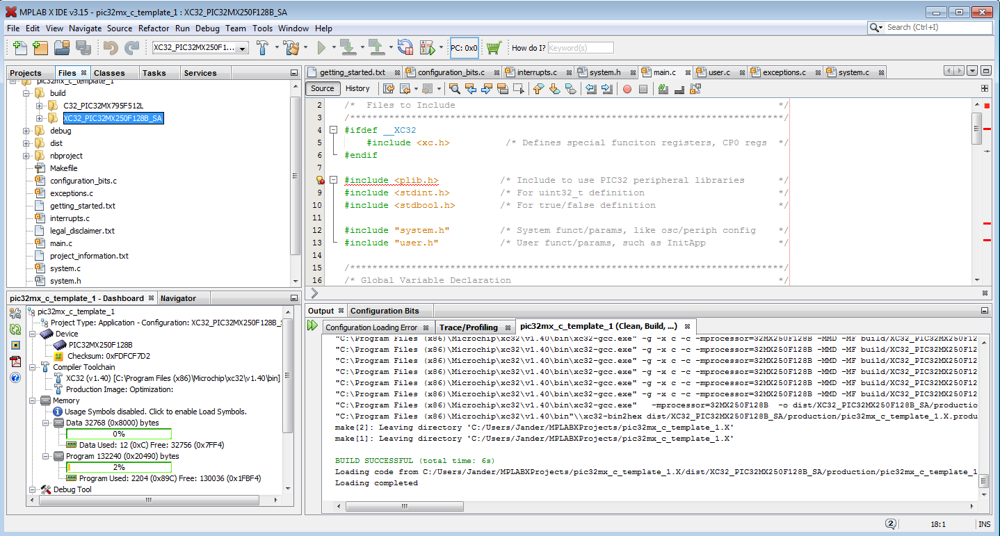 MPLAB X IDE v3.15 - pic32mx_c_template_1 : XC32_PIC32MX250F128B_SA
File Edit View Navigate Source Refactor Run Debug Team Tools Window Help
Search (Ctrl+I)
XC32_PIC32MX250F1... PC: 0x0 How do I? Keyword(s)
Projects Files Classes Tasks Services
pic32mx_c_template_1
build
C32_PIC32MX795F512L
XC32_PIC32MX250F128B_SA
debug
dist
nbproject
Makefile
configuration_bits.c
exceptions.c
getting_started.txt
interrupts.c
legal_disclaimer.txt
main.c
project_information.txt
system.c
system.h
getting_started.txt configuration_bits.c interrupts.c system.h main.c user.c exceptions.c system.c
Source History
2 /* Files to Include */
3 /******************************************************************************/
4 #ifdef __XC32
5 #include <xc.h> /* Defines special funciton registers, CP0 regs */
6 #endif
7
#include <plib.h> /* Include to use PIC32 peripheral libraries */
9 #include <stdint.h> /* For uint32_t definition */
10 #include <stdbool.h> /* For true/false definition */
11
12 #include "system.h" /* System funct/params, like osc/periph config */
13 #include "user.h" /* User funct/params, such as InitApp */
14
15 /******************************************************************************/
16 /* Global Variable Declaration */
pic32mx_c_template_1 - Dashboard Navigator
pic32mx_c_template_1
Project Type: Application - Configuration: XC32_PIC32MX250F128B_S
Device
PIC32MX250F128B
Checksum: 0xFDFCF7D2
Compiler Toolchain
XC32 (v1.40) [C:\Program Files (x86)\Microchip\xc32\v1.40\bin]
Production Image: Optimization:
Memory
Usage Symbols disabled. Click to enable Load Symbols.
Data 32768 (0x8000) bytes
0%
Data Used: 12 (0xC) Free: 32756 (0x7FF4)
Program 132240 (0x20490) bytes
2%
Program Used: 2204 (0x89C) Free: 130036 (0x1FBF4)
Debug Tool
Output Configuration Bits
Configuration Loading Error Trace/Profiling pic32mx_c_template_1 (Clean, Build, ...)
"C:\Program Files (x86)\Microchip\xc32\v1.40\bin\xc32-gcc.exe" -g -x c -c -mprocessor=32MX250F128B -MMD -MF build/XC32_PIC32MX250F12
"C:\Program Files (x86)\Microchip\xc32\v1.40\bin\xc32-gcc.exe" -g -x c -c -mprocessor=32MX250F128B -MMD -MF build/XC32_PIC32MX250F12
"C:\Program Files (x86)\Microchip\xc32\v1.40\bin\xc32-gcc.exe" -g -x c -c -mprocessor=32MX250F128B -MMD -MF build/XC32_PIC32MX250F12
"C:\Program Files (x86)\Microchip\xc32\v1.40\bin\xc32-gcc.exe" -g -x c -c -mprocessor=32MX250F128B -MMD -MF build/XC32_PIC32MX250F12
"C:\Program Files (x86)\Microchip\xc32\v1.40\bin\xc32-gcc.exe" -g -x c -c -mprocessor=32MX250F128B -MMD -MF build/XC32_PIC32MX250F12
"C:\Program Files (x86)\Microchip\xc32\v1.40\bin\xc32-gcc.exe" -g -x c -c -mprocessor=32MX250F128B -MMD -MF build/XC32_PIC32MX250F12
"C:\Program Files (x86)\Microchip\xc32\v1.40\bin\xc32-gcc.exe" -mprocessor=32MX250F128B -o dist/XC32_PIC32MX250F128B_SA/productio
"C:\Program Files (x86)\Microchip\xc32\v1.40\bin"\\xc32-bin2hex dist/XC32_PIC32MX250F128B_SA/production/pic32mx_c_template_1.X.produ
make[2]: Leaving directory 'C:/Users/Jander/MPLABXProjects/pic32mx_c_template_1.X'
make[1]: Leaving directory 'C:/Users/Jander/MPLABXProjects/pic32mx_c_template_1.X'
BUILD SUCCESSFUL (total time: 6s)
Loading code from C:/Users/Jander/MPLABXProjects/pic32mx_c_template_1.X/dist/XC32_PIC32MX250F128B_SA/production/pic32mx_c_template_1
Loading completed
2 18:1 INS